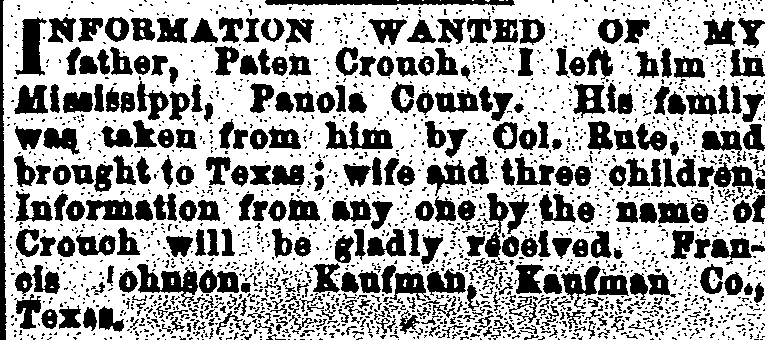 INFORMATION WANTED OF MY
father, Paten Crouch. I left him in
Mississippi, Panola County. His family
was taken from him by Col. Rute, and
brought to Texas; wife and three children.
Information from any one by the name of
Crouch will be gladly received. Fran-
cis Johnson. Kaufman, Kaufman Co.,
Texas.